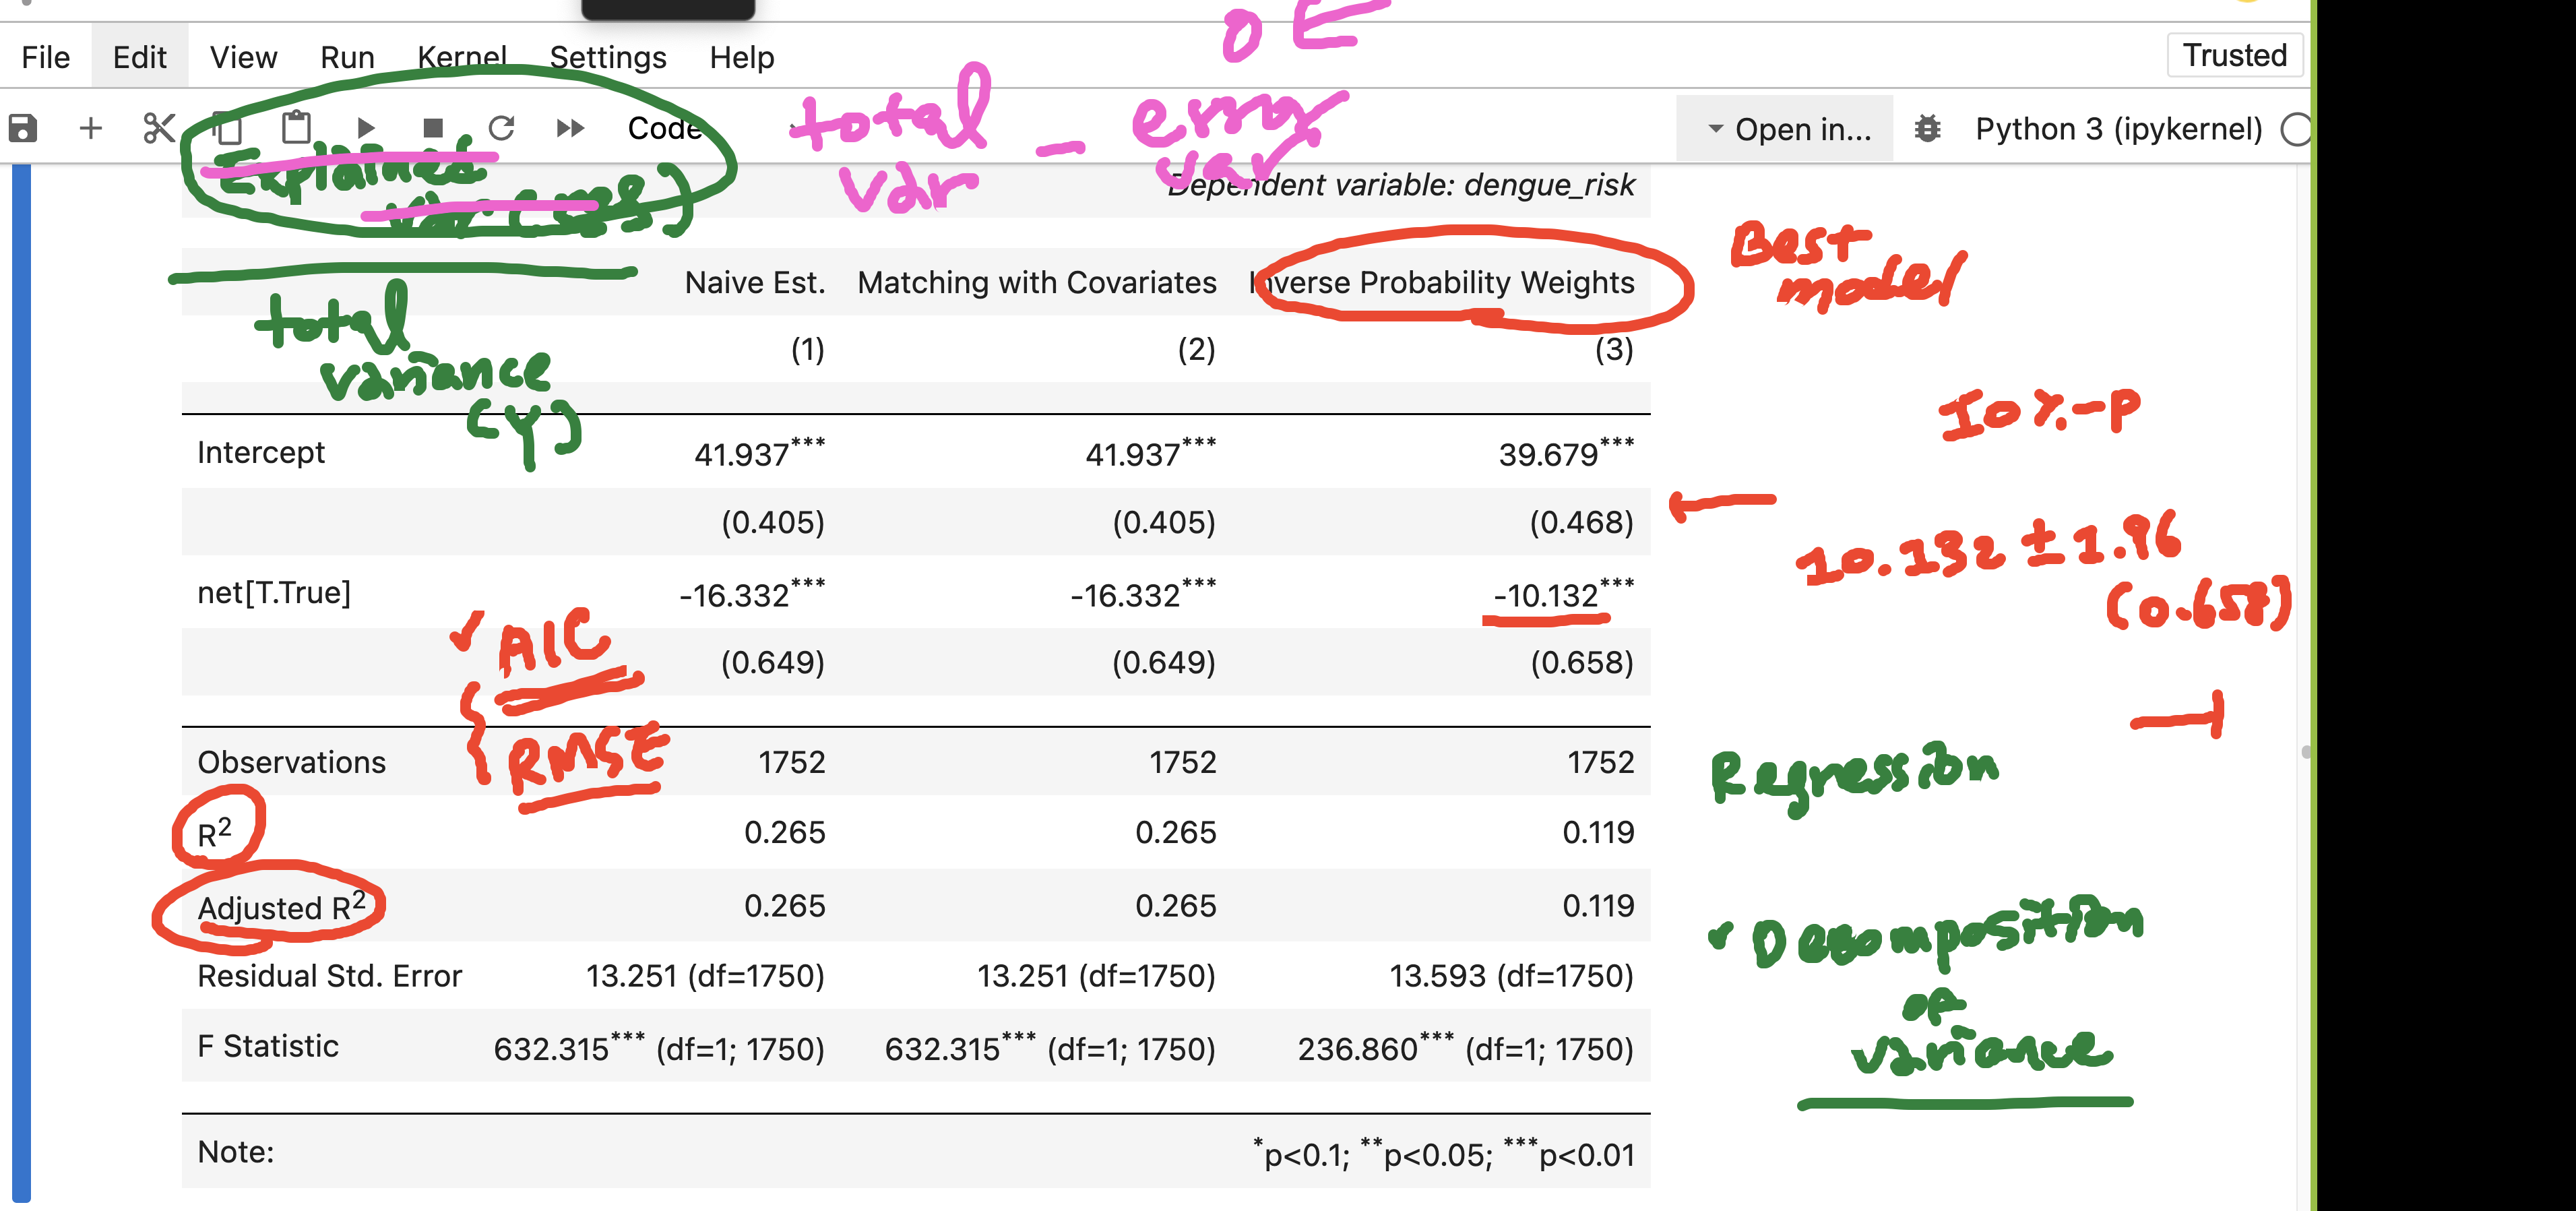 0 E
File Edit View Run Kernel Settings Help Trusted
Code Open in... Python 3 (ipykernel)
total - error
var var
Explained
Dependent variable: dengue_risk
Best
model
Naive Est. Matching with Covariates Inverse Probability Weights
total
variance
(Y)
(1) (2) (3)
10%-P
Intercept 41.937*** 41.937*** 39.679***
(0.405) (0.405) (0.468)
10.132 ± 1.96
(0.658)
net[T.True] -16.332*** -16.332*** -10.132***
AIC
(0.649) (0.649) (0.658)
RMSE
Observations 1752 1752 1752
Regression
R² 0.265 0.265 0.119
Adjusted R² 0.265 0.265 0.119
Decomposition
of
variance
Residual Std. Error 13.251 (df=1750) 13.251 (df=1750) 13.593 (df=1750)
F Statistic 632.315*** (df=1; 1750) 632.315*** (df=1; 1750) 236.860*** (df=1; 1750)
Note: *p<0.1; **p<0.05; ***p<0.01